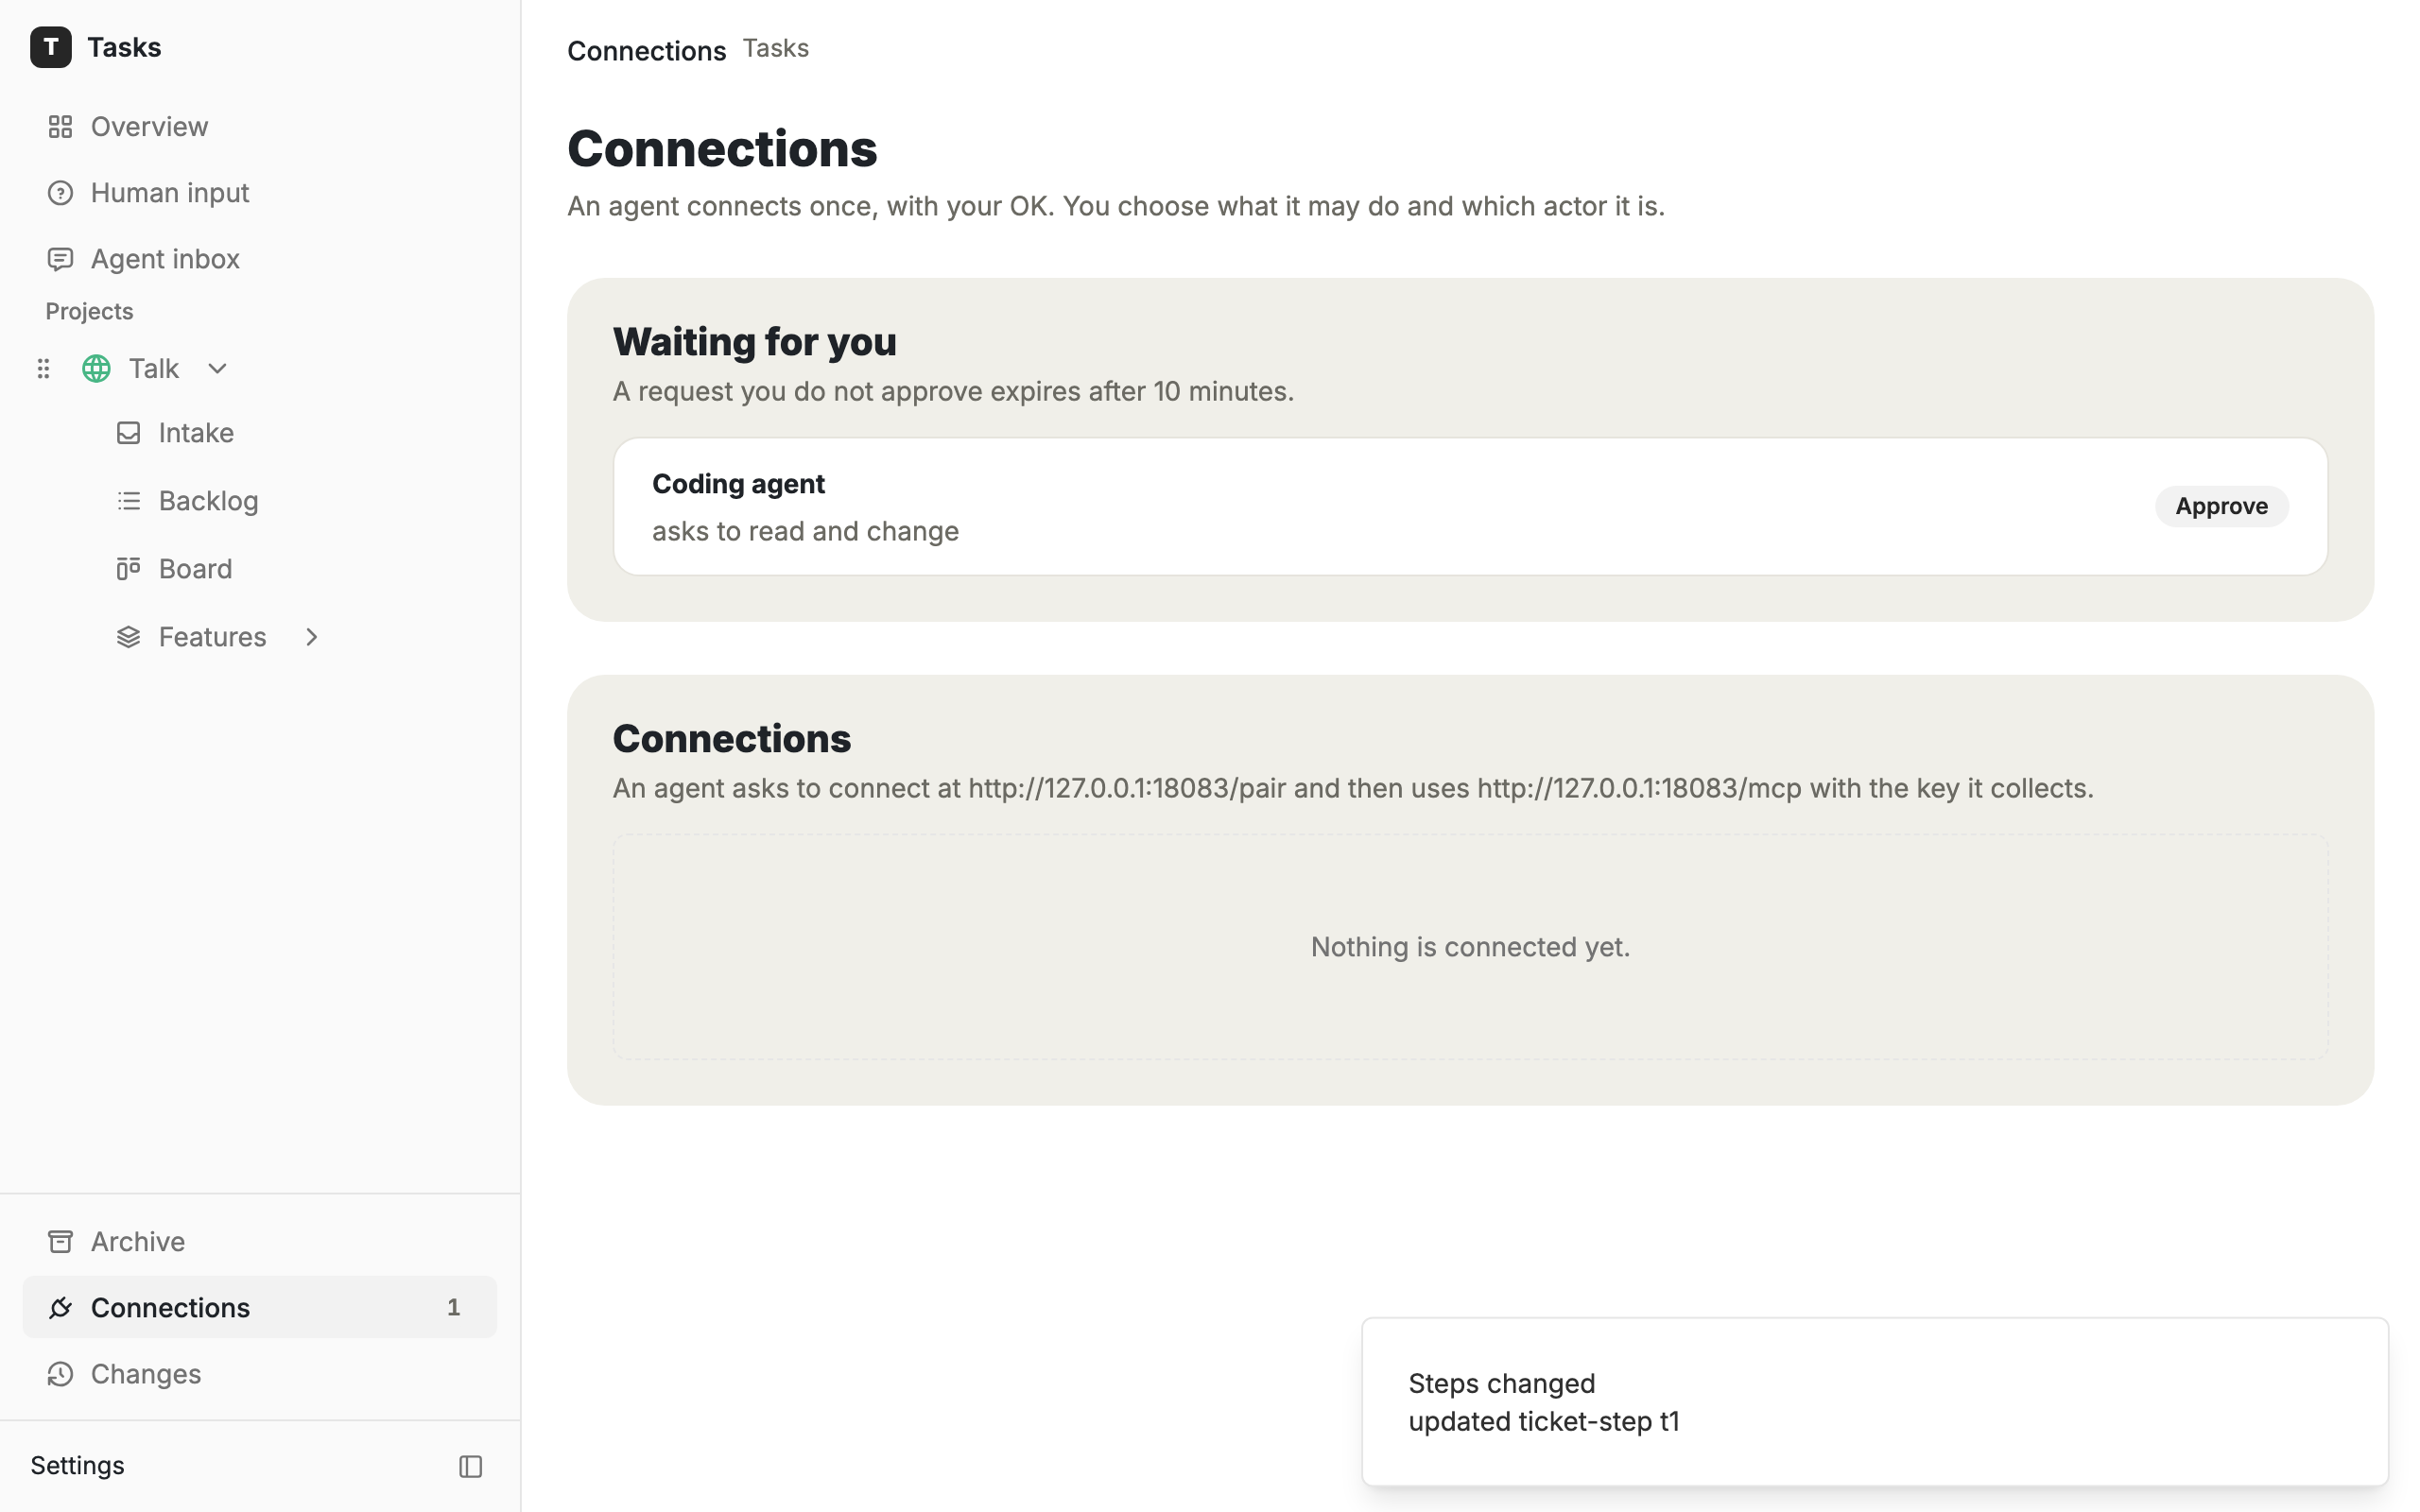 T Tasks
Overview
Human input
Agent inbox
Projects
Talk
Intake
Backlog
Board
Features
Archive
Connections 1
Changes
Settings
Connections Tasks
Connections
An agent connects once, with your OK. You choose what it may do and which actor it is.
Waiting for you
A request you do not approve expires after 10 minutes.
Coding agent
asks to read and change
Approve
Connections
An agent asks to connect at http://127.0.0.1:18083/pair and then uses http://127.0.0.1:18083/mcp with the key it collects.
Nothing is connected yet.
Steps changed
updated ticket-step t1